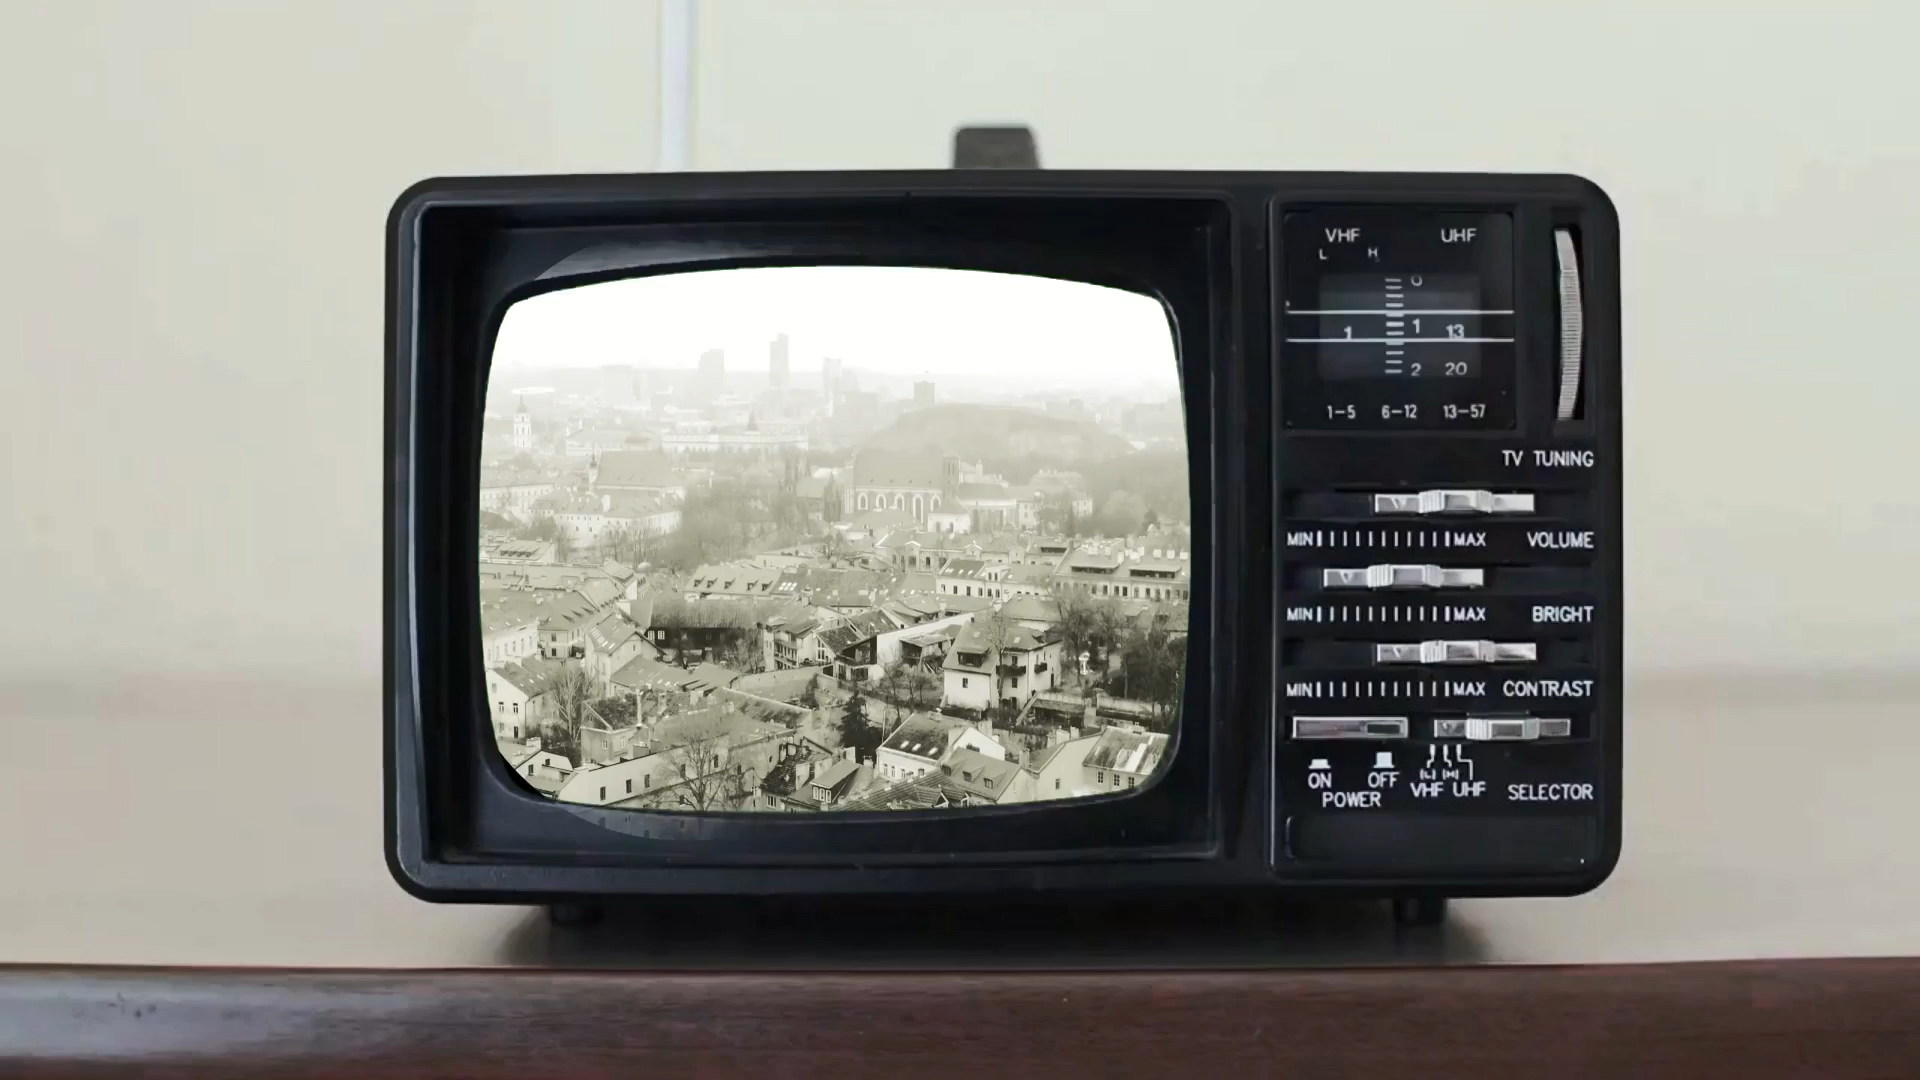 VHF UHF
L H
0
1 1 13
2 20
1-5 6-12 13-57
TV TUNING
MIN MAX VOLUME
MIN MAX BRIGHT
MIN MAX CONTRAST
ON OFF (L) (H)
POWER VHF UHF SELECTOR